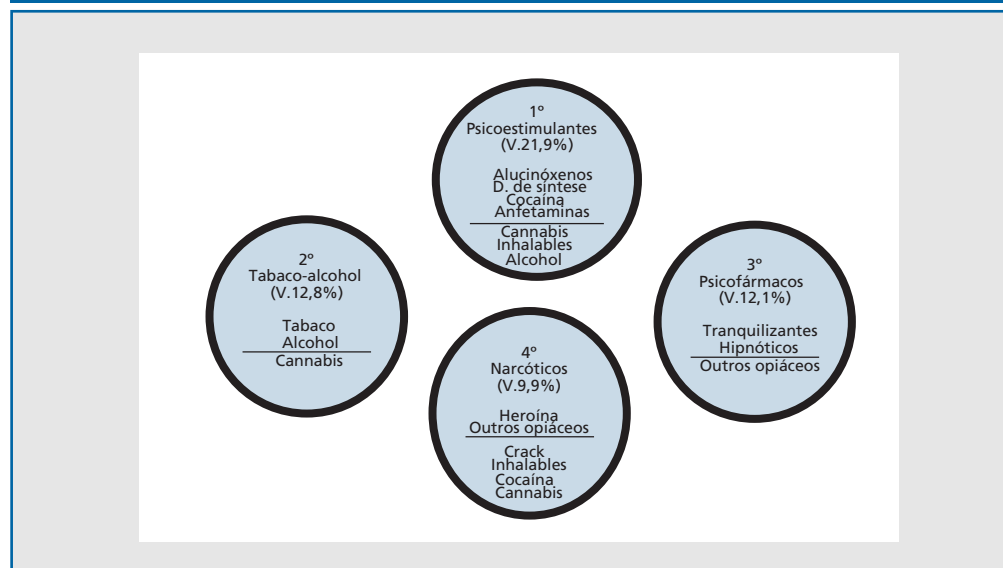 1º
Psicoestimulantes
(V.21,9%)
Alucinóxenos
D. de síntese
Cocaína
Anfetaminas
Cannabis
Inhalables
Alcohol
2º
Tabaco-alcohol
(V.12,8%)
Tabaco
Alcohol
Cannabis
3º
Psicofármacos
(V.12,1%)
Tranquilizantes
Hipnóticos
Outros opiáceos
4º
Narcóticos
(V.9,9%)
Heroína
Outros opiáceos
Crack
Inhalables
Cocaína
Cannabis